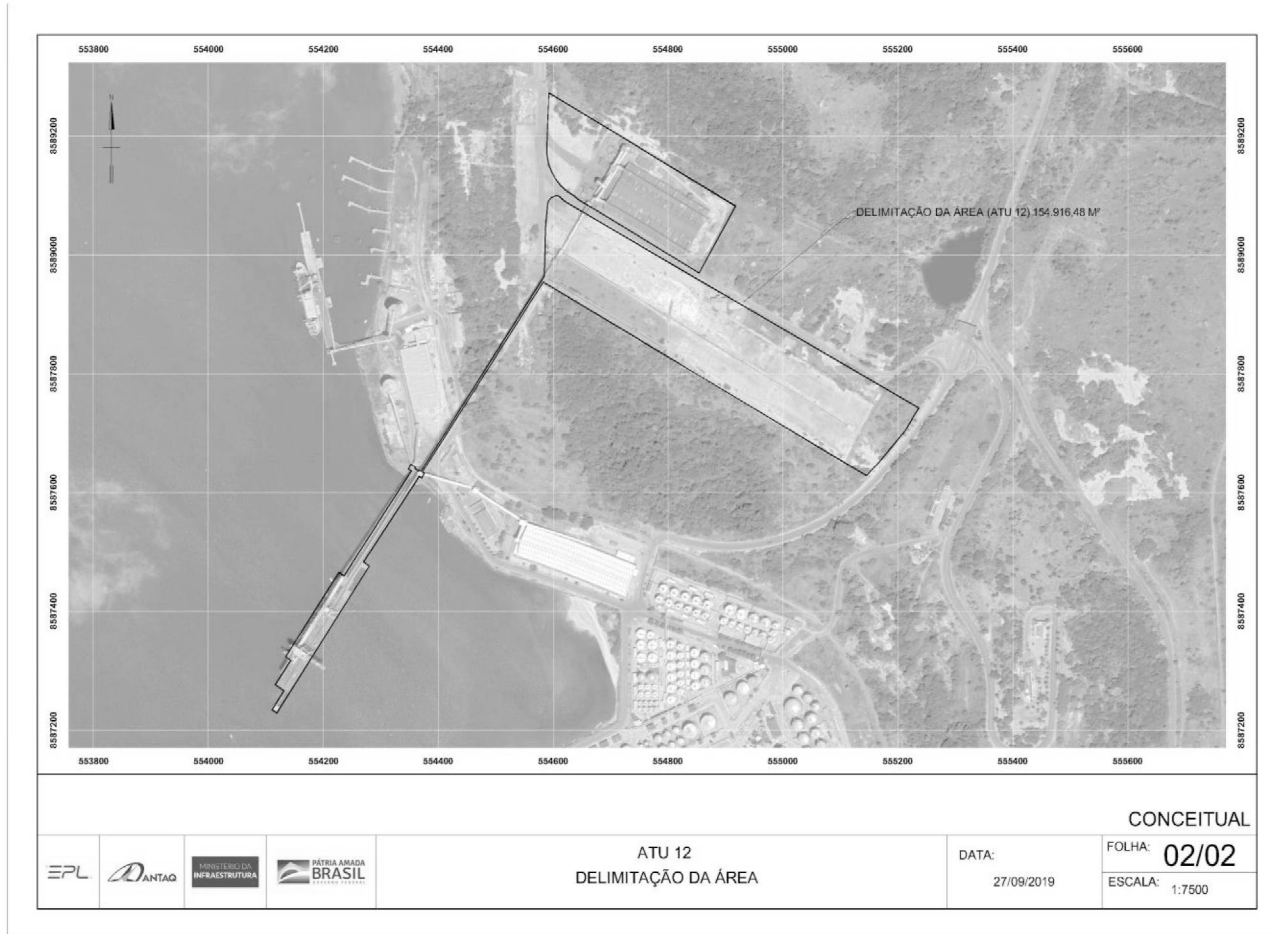 553800 554000 554200 554400 554600 554800 555000 555200 555400 555600
N
8589200 8589200
DELIMITAÇÃO DA ÁREA (ATU 12) 154.916,48 M²
8589000 8589000
8587800 8587800
8587600 8587600
8587400 8587400
8587200 8587200
553800 554000 554200 554400 554600 554800 555000 555200 555400 555600
CONCEITUAL
EPL
ANTAQ
MINISTÉRIO DA
INFRAESTRUTURA
PÁTRIA AMADA
BRASIL
GOVERNO FEDERAL
ATU 12
DELIMITAÇÃO DA ÁREA
DATA:
27/09/2019
FOLHA: 02/02
ESCALA: 1:7500